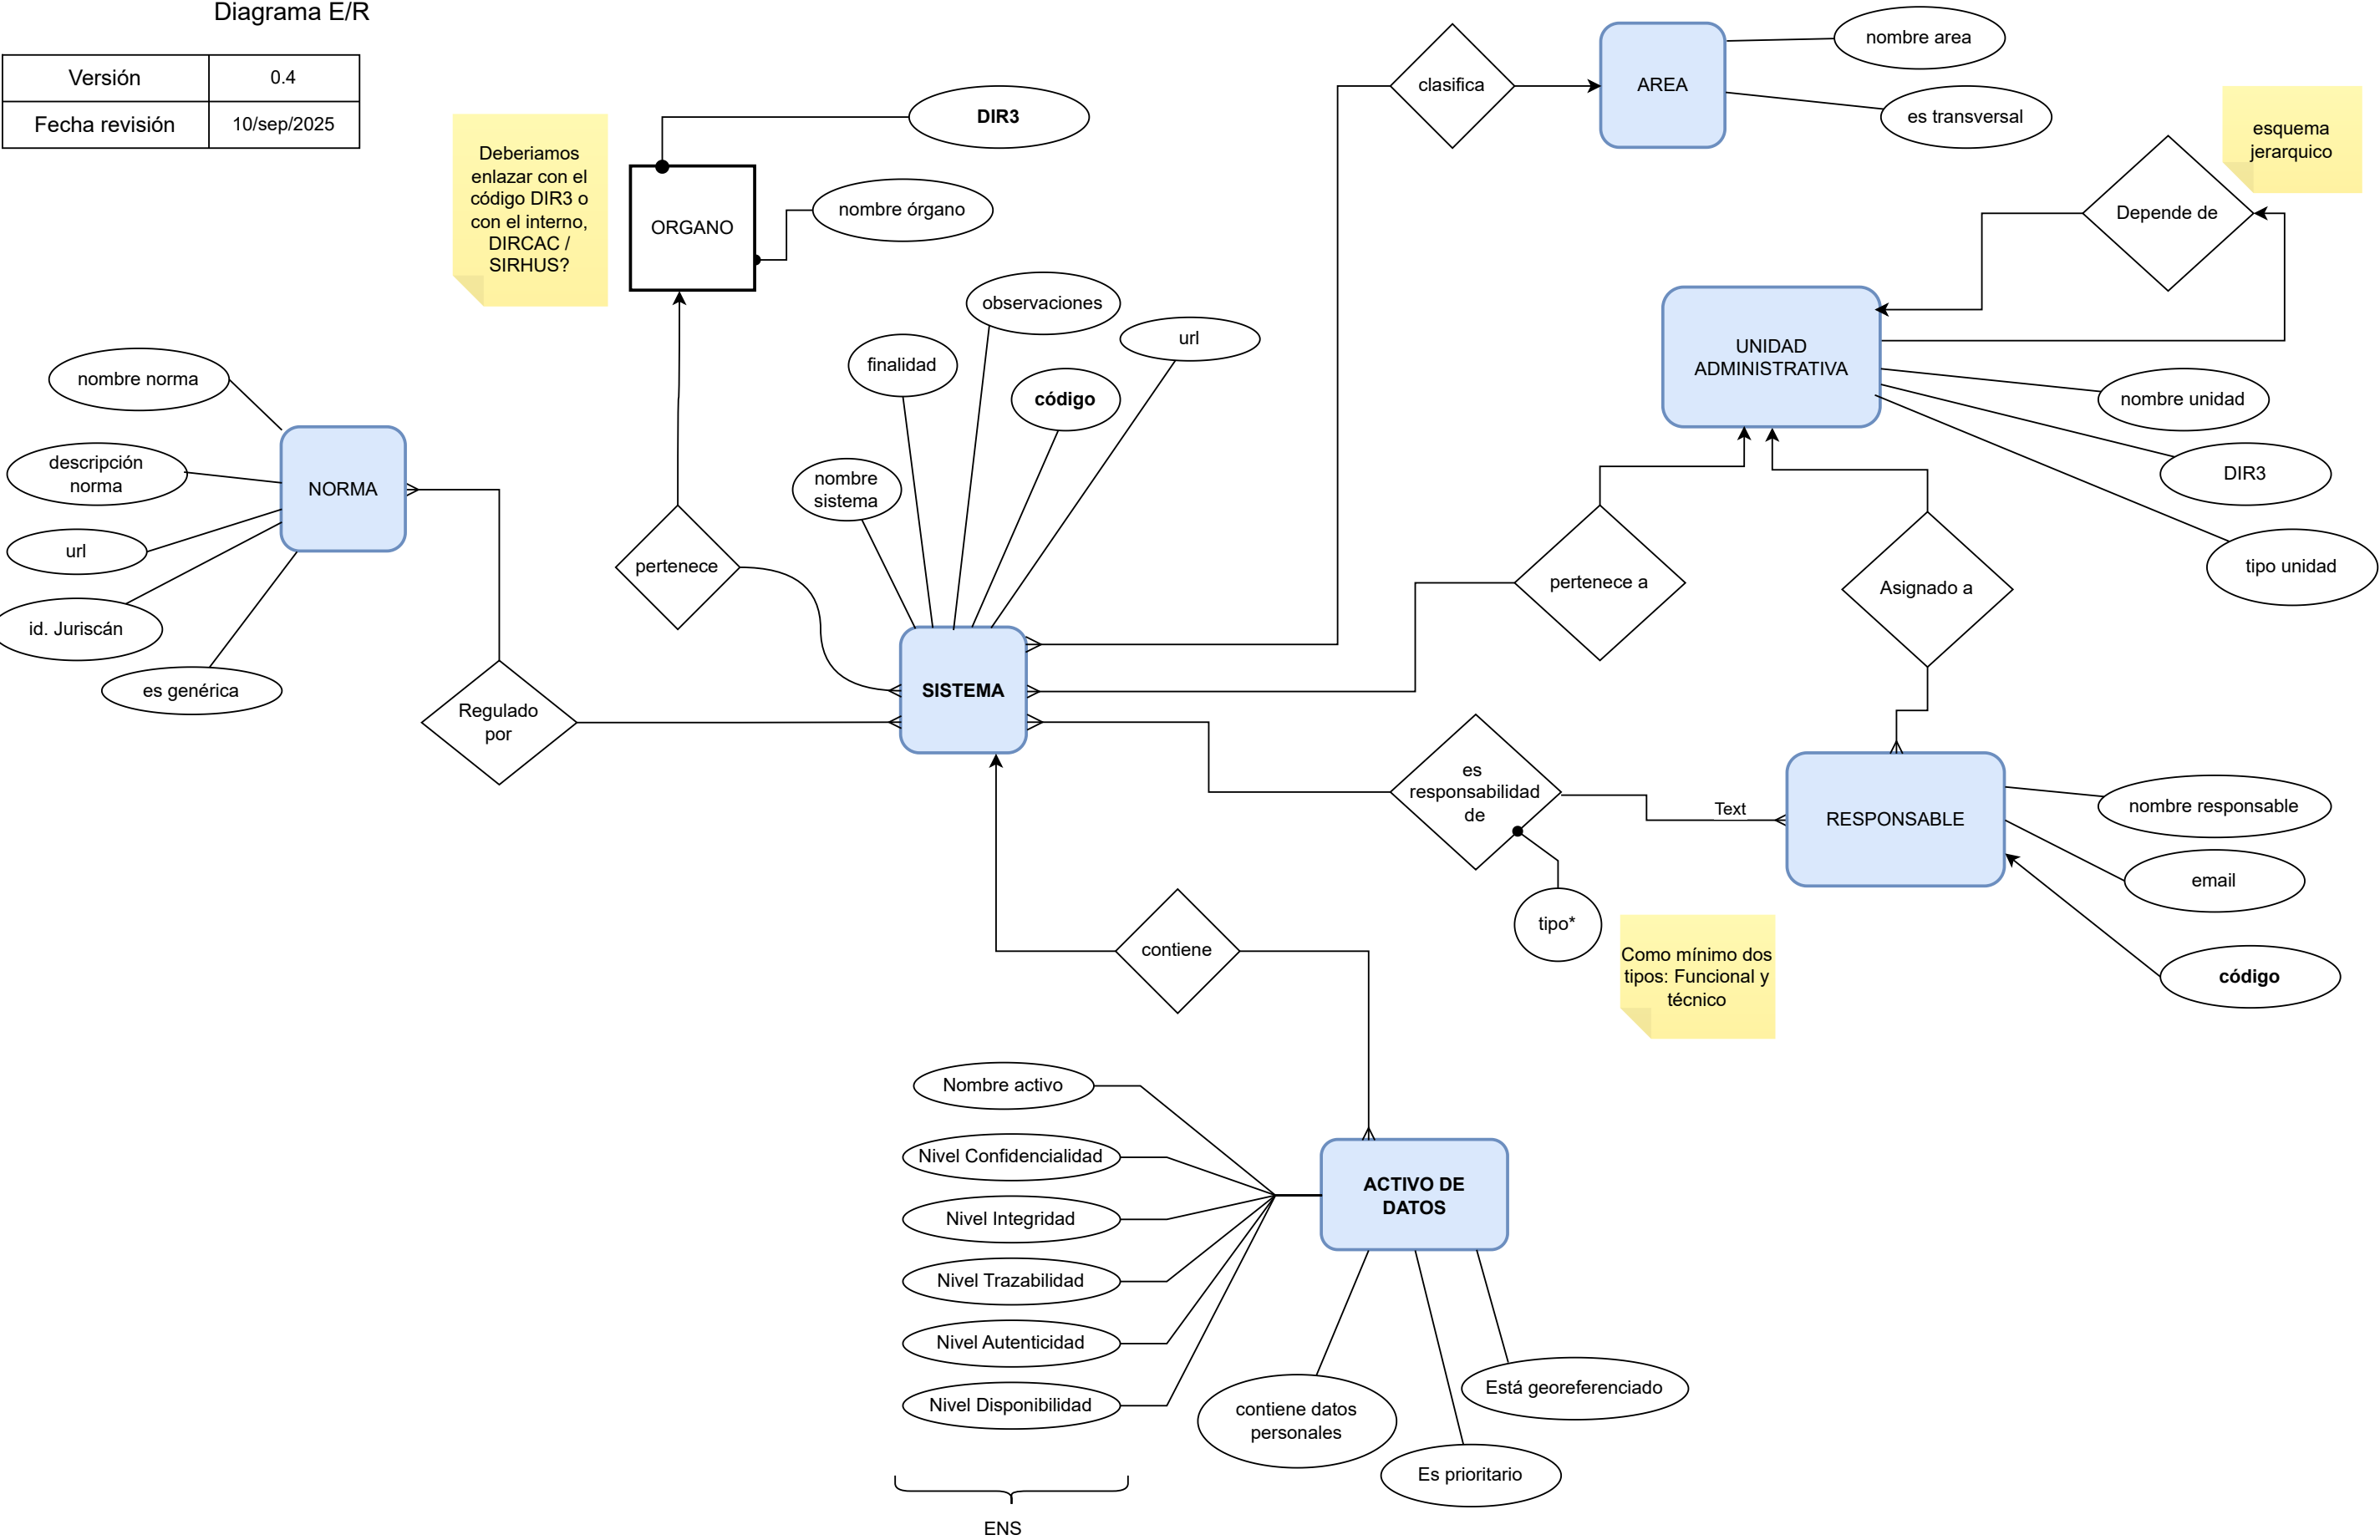 Diagrama E/R
Versión
0.4
Fecha revisión
10/sep/2025
Deberiamos
enlazar con el
código DIR3 o
con el interno,
DIRCAC /
SIRHUS?
DIR3
ORGANO
nombre órgano
clasifica
AREA
nombre area
es transversal
esquema
jerarquico
Depende de
UNIDAD
ADMINISTRATIVA
nombre unidad
DIR3
tipo unidad
observaciones
finalidad
url
código
nombre
sistema
nombre norma
descripción
norma
url
id. Juriscán
es genérica
NORMA
pertenece
pertenece a
Asignado a
Regulado
por
SISTEMA
es
responsabilidad
de
Text
RESPONSABLE
nombre responsable
email
código
tipo*
Como mínimo dos
tipos: Funcional y
técnico
contiene
Nombre activo
Nivel Confidencialidad
Nivel Integridad
Nivel Trazabilidad
Nivel Autenticidad
Nivel Disponibilidad
ENS
ACTIVO DE
DATOS
contiene datos
personales
Es prioritario
Está georeferenciado